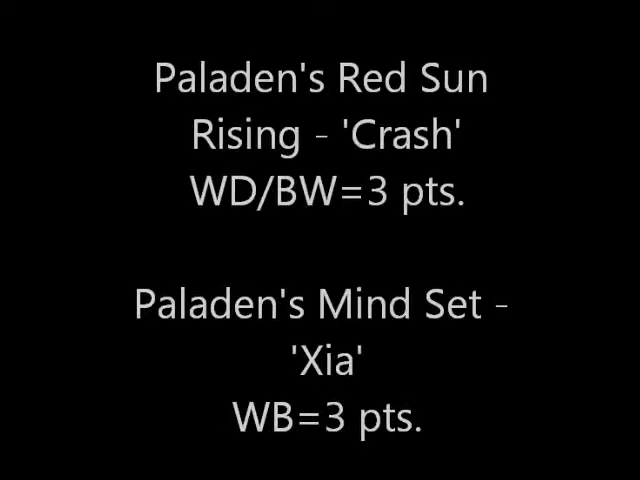 Paladen's Red Sun
Rising - 'Crash'
WD/BW=3 pts.
Paladen's Mind Set -
'Xia'
WB=3 pts.